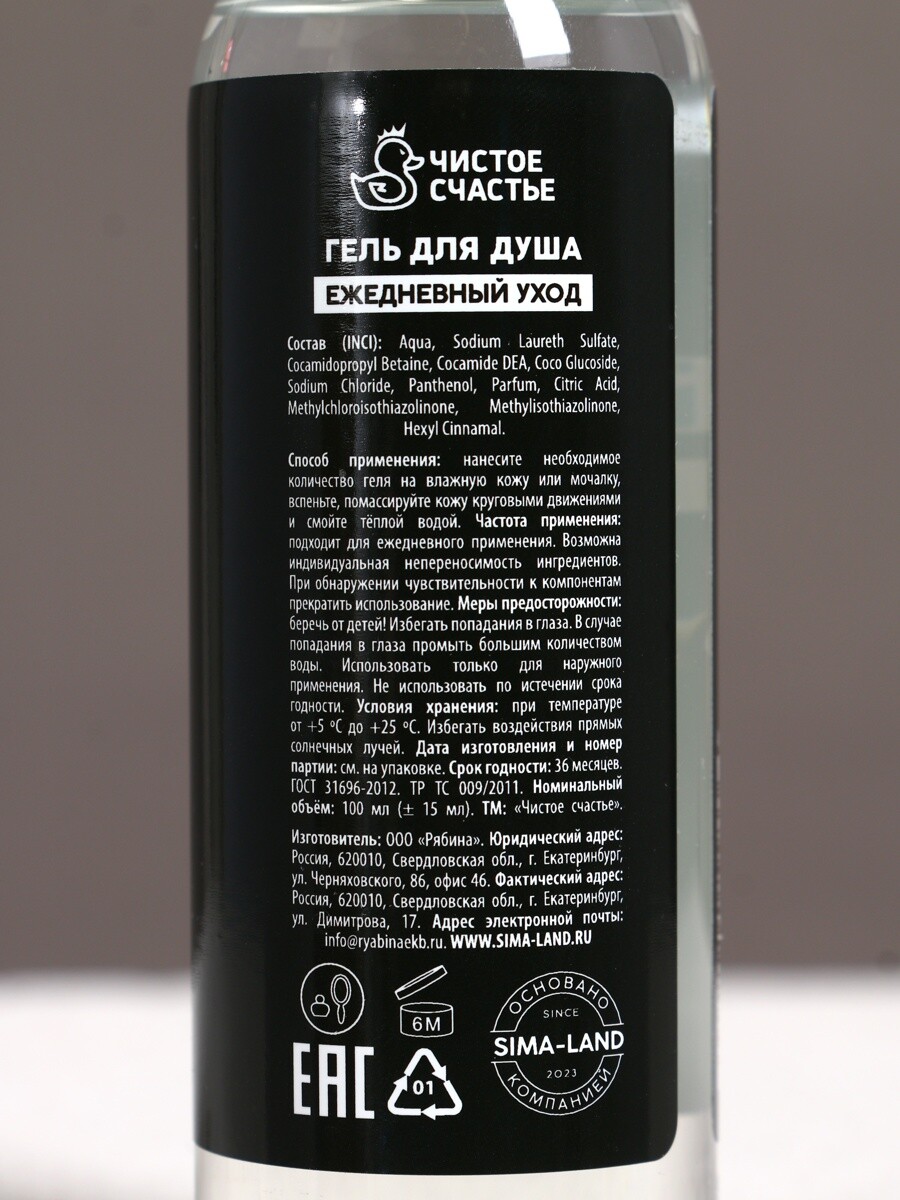 ЧИСТОЕ
СЧАСТЬЕ
ГЕЛЬ ДЛЯ ДУША
ЕЖЕДНЕВНЫЙ УХОД
Состав (INCI): Aqua, Sodium Laureth Sulfate,
Cocamidopropyl Betaine, Cocamide DEA, Coco Glucoside,
Sodium Chloride, Panthenol, Parfum, Citric Acid,
Methylchloroisothiazolinone, Methylisothiazolinone,
Hexyl Cinnamal.
Способ применения: нанесите необходимое
количество геля на влажную кожу или мочалку,
вспеньте, помассируйте кожу круговыми движениями
и смойте тёплой водой. Частота применения:
подходит для ежедневного применения. Возможна
индивидуальная непереносимость ингредиентов.
При обнаружении чувствительности к компонентам
прекратить использование. Меры предосторожности:
беречь от детей! Избегать попадания в глаза. В случае
попадания в глаза промыть большим количеством
воды. Использовать только для наружного
применения. Не использовать по истечении срока
годности. Условия хранения: при температуре
от +5 ºС до +25 ºС. Избегать воздействия прямых
солнечных лучей. Дата изготовления и номер
партии: см. на упаковке. Срок годности: 36 месяцев.
ГОСТ 31696-2012. ТР ТС 009/2011. Номинальный
объём: 100 мл (± 15 мл). ТМ: «Чистое счастье».
Изготовитель: ООО «Рябина». Юридический адрес:
Россия, 620010, Свердловская обл., г. Екатеринбург,
ул. Черняховского, 86, офис 46. Фактический адрес:
Россия, 620010, Свердловская обл., г. Екатеринбург,
ул. Димитрова, 17. Адрес электронной почты:
info@ryabinaekb.ru. WWW.SIMA-LAND.RU
6M
EAC
01
ОСНОВАНО
SINCE
SIMA-LAND
2023
КОМПАНИЕЙ